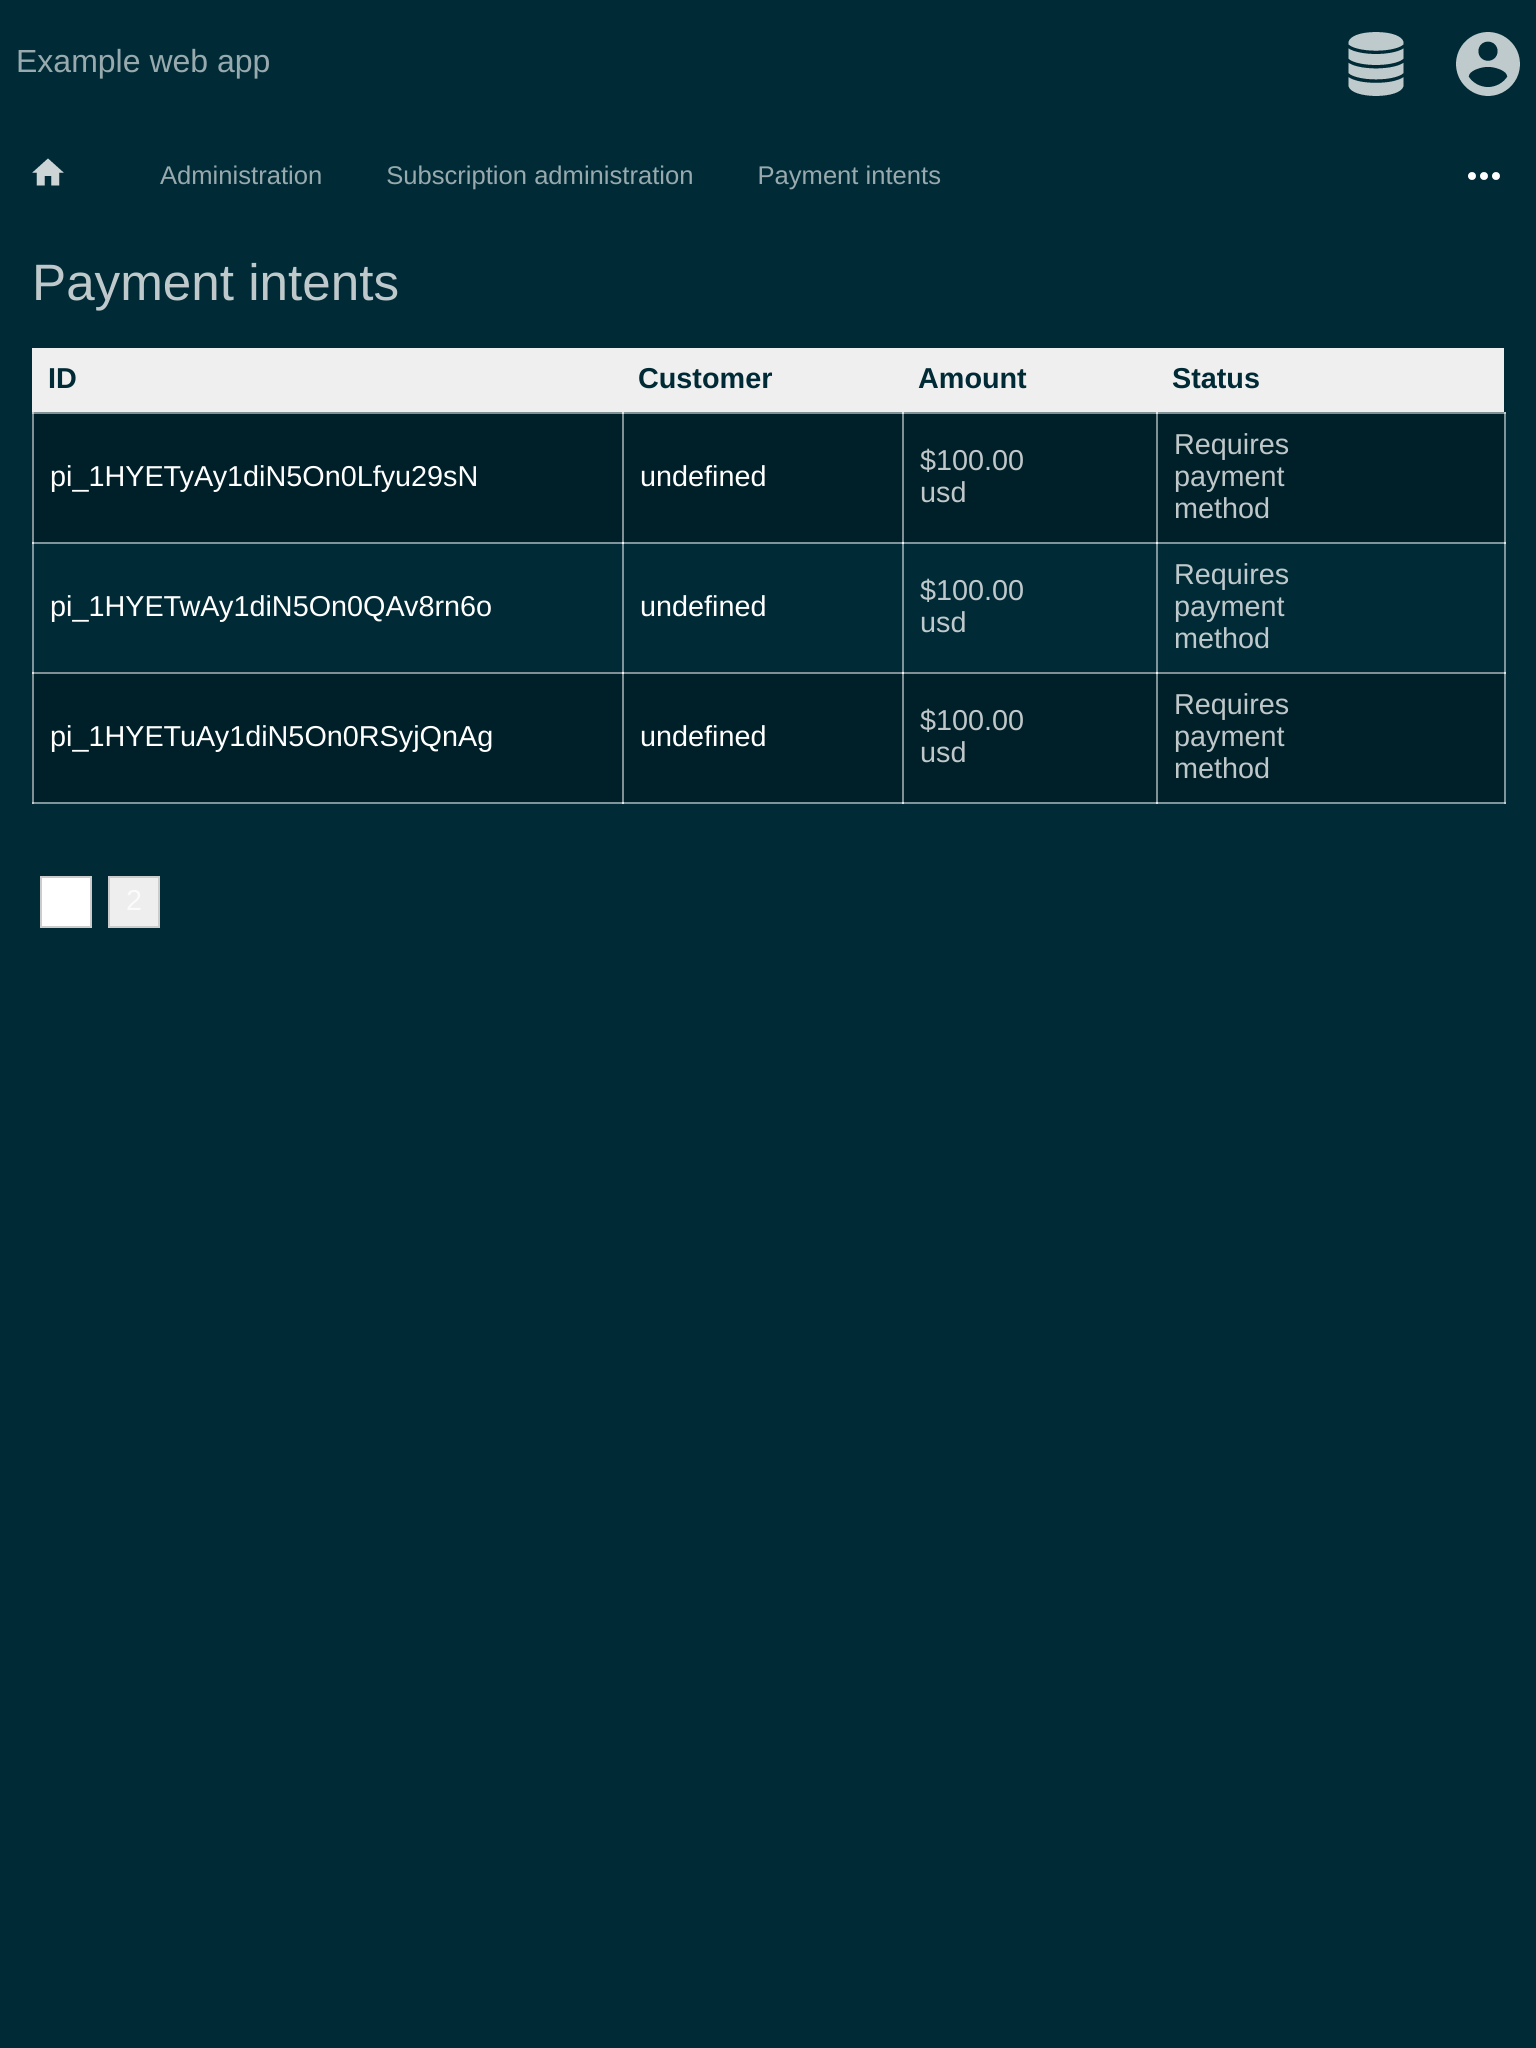 Example web app
Administration Subscription administration Payment intents
Payment intents
ID Customer Amount Status
pi_1HYETyAy1diN5On0Lfyu29sN undefined $100.00 usd Requires payment method
pi_1HYETwAy1diN5On0QAv8rn6o undefined $100.00 usd Requires payment method
pi_1HYETuAy1diN5On0RSyjQnAg undefined $100.00 usd Requires payment method
2